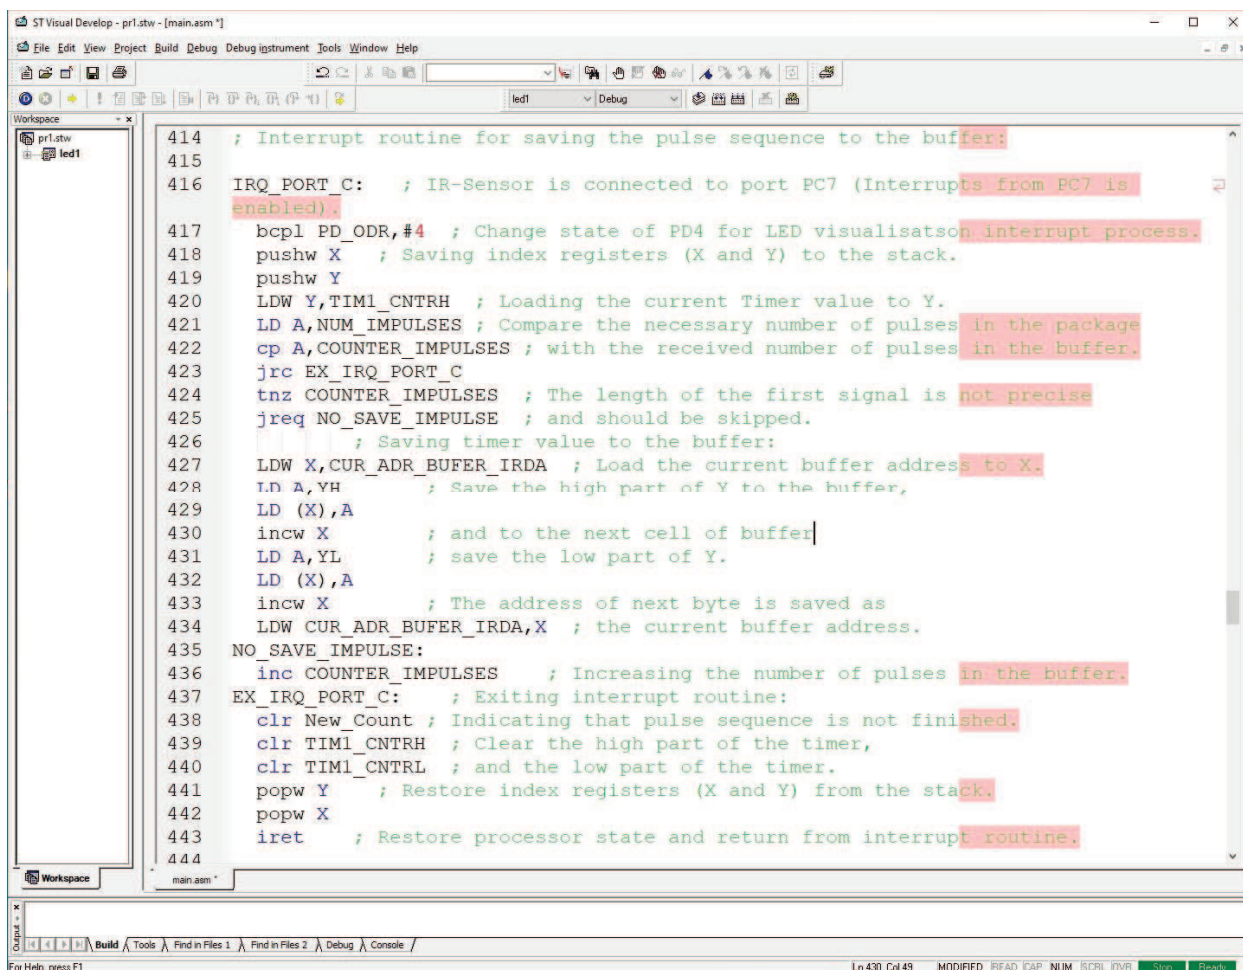 ST Visual Develop - pr1.stw - [main.asm *]
File Edit View Project Build Debug Debug instrument Tools Window Help
led1 Debug
Workspace
pr1.stw
led1
414 ; Interrupt routine for saving the pulse sequence to the buffer:
415
416 IRQ_PORT_C: ; IR-Sensor is connected to port PC7 (Interrupts from PC7 is
enabled).
417 bcpl PD_ODR,#4 ; Change state of PD4 for LED visualisatson interrupt process.
418 pushw X ; Saving index registers (X and Y) to the stack.
419 pushw Y
420 LDW Y,TIM1_CNTRH ; Loading the current Timer value to Y.
421 LD A,NUM_IMPULSES ; Compare the necessary number of pulses in the package
422 cp A,COUNTER_IMPULSES ; with the received number of pulses in the buffer.
423 jrc EX_IRQ_PORT_C
424 tnz COUNTER_IMPULSES ; The length of the first signal is not precise
425 jreq NO_SAVE_IMPULSE ; and should be skipped.
426 ; Saving timer value to the buffer:
427 LDW X,CUR_ADR_BUFER_IRDA ; Load the current buffer address to X.
428 LD A,YH ; Save the high part of Y to the buffer,
429 LD (X),A
430 incw X ; and to the next cell of buffer
431 LD A,YL ; save the low part of Y.
432 LD (X),A
433 incw X ; The address of next byte is saved as
434 LDW CUR_ADR_BUFER_IRDA,X ; the current buffer address.
435 NO_SAVE_IMPULSE:
436 inc COUNTER_IMPULSES ; Increasing the number of pulses in the buffer.
437 EX_IRQ_PORT_C: ; Exiting interrupt routine:
438 clr New_Count ; Indicating that pulse sequence is not finished.
439 clr TIM1_CNTRH ; Clear the high part of the timer,
440 clr TIM1_CNTRL ; and the low part of the timer.
441 popw Y ; Restore index registers (X and Y) from the stack.
442 popw X
443 iret ; Restore processor state and return from interrupt routine.
444
Workspace main.asm *
Output
Build Tools Find in Files 1 Find in Files 2 Debug Console
For Help, press F1 Ln 430, Col 49 MODIFIED READ CAP NUM SCRL OVR Stop Ready